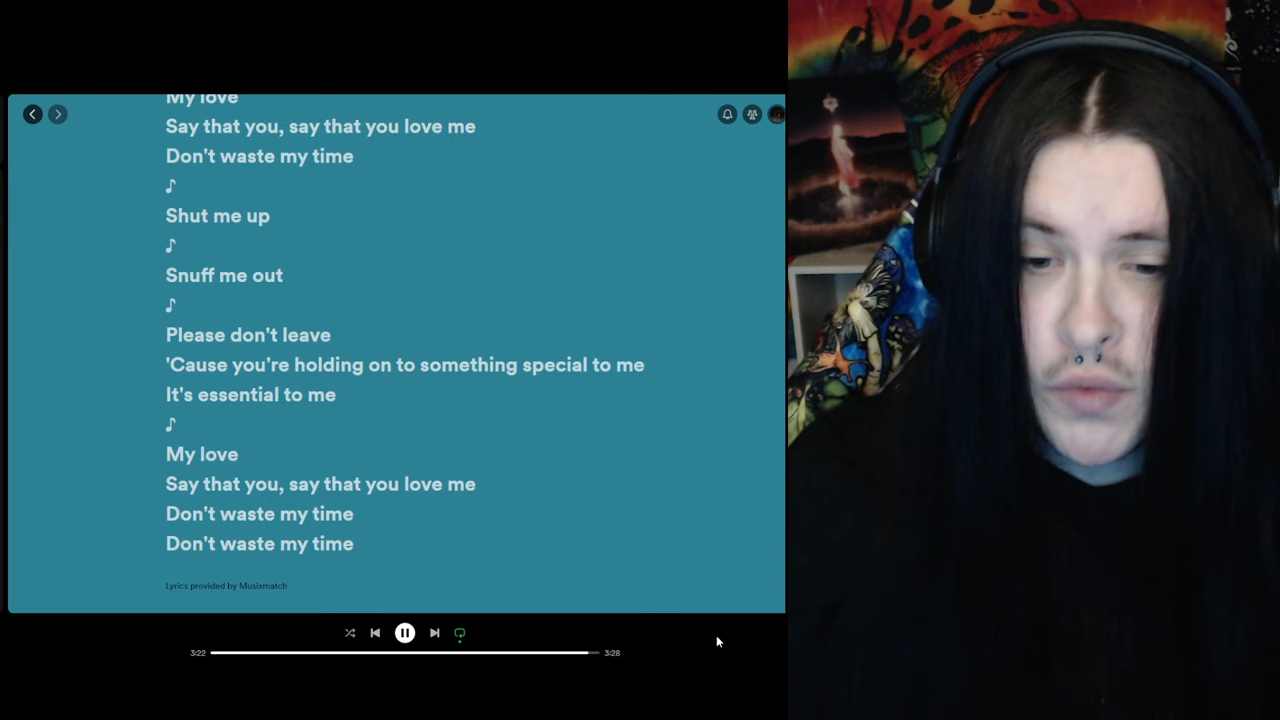 My love
Say that you, say that you love me
Don't waste my time
Shut me up
Snuff me out
Please don't leave
'Cause you're holding on to something special to me
It's essential to me
My love
Say that you, say that you love me
Don't waste my time
Don't waste my time
Lyrics provided by Musixmatch
3:22
3:28